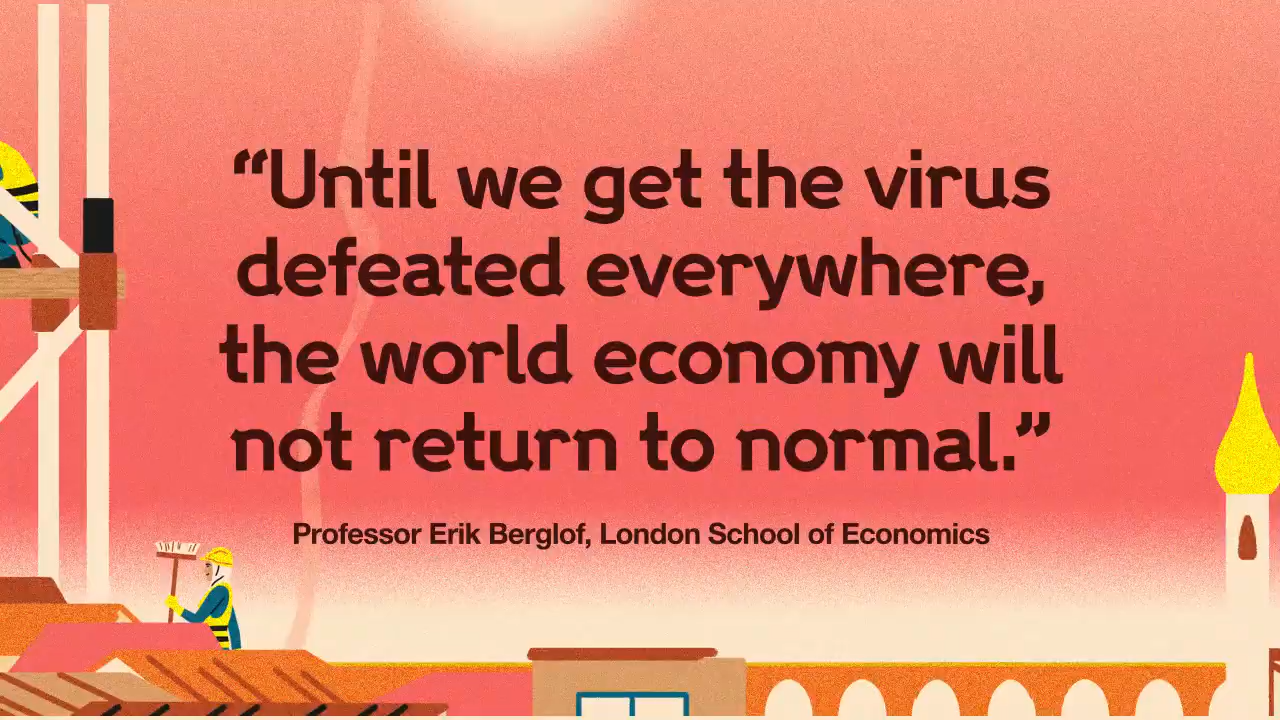 “Until we get the virus
defeated everywhere,
the world economy will
not return to normal.”
Professor Erik Berglof, London School of Economics